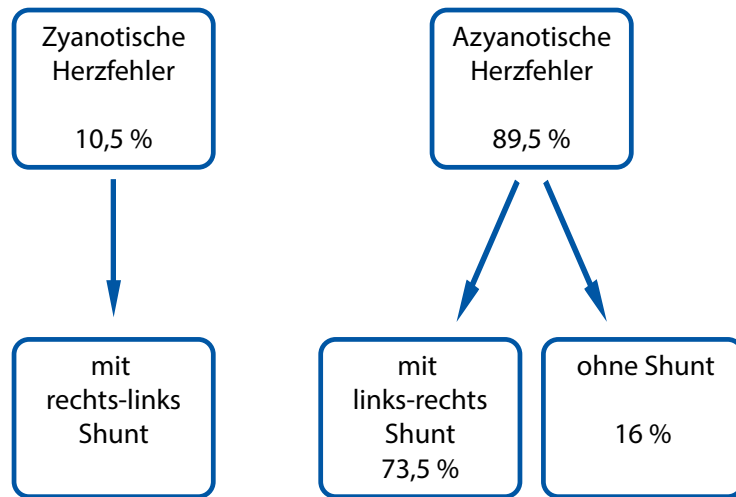 Zyanotische
Herzfehler
10,5 %
Azyanotische
Herzfehler
89,5 %
mit
rechts-links
Shunt
mit
links-rechts
Shunt
73,5 %
ohne Shunt
16 %